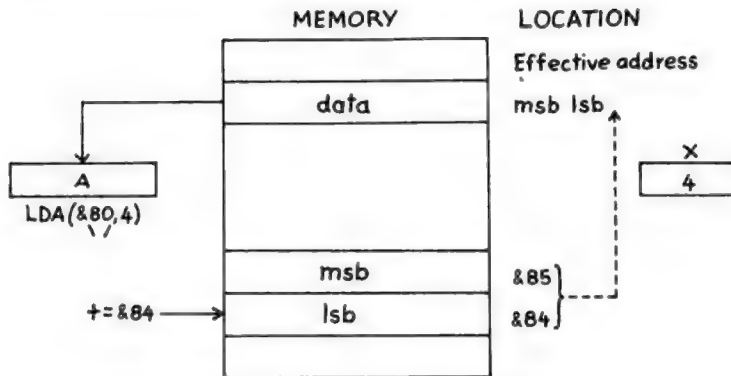 MEMORY LOCATION
Effective address
data msb lsb
X
A 4
LDA(&80,4)
msb &85
+=&84 lsb &84